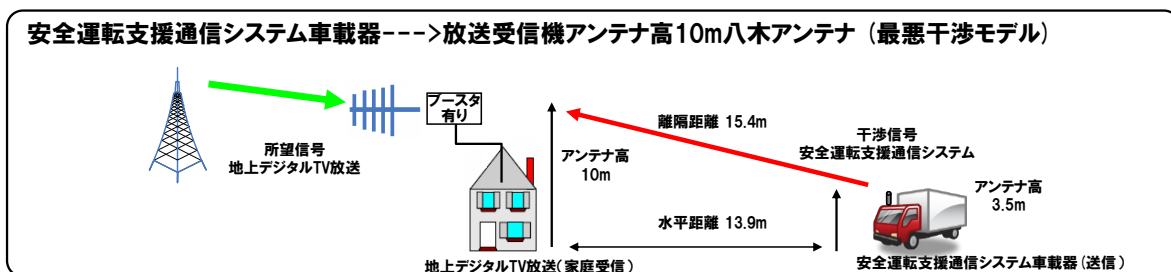 安全運転支援通信システム車載器--->放送受信機アンテナ高10m八木アンテナ (最悪干渉モデル)
ブースタ
有り
所望信号
地上デジタルTV放送
アンテナ高
10m
離隔距離 15.4m
干渉信号
安全運転支援通信システム
アンテナ高
3.5m
水平距離 13.9m
地上デジタルTV放送(家庭受信)
安全運転支援通信システム車載器(送信)